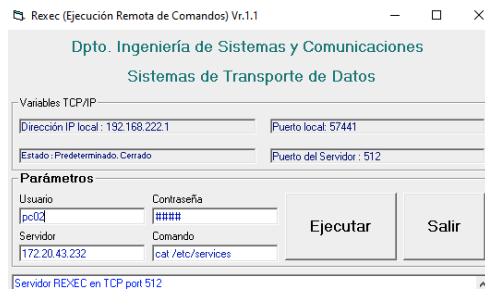 Rexec (Ejecución Remota de Comandos) Vr.1.1
Dpto. Ingeniería de Sistemas y Comunicaciones
Sistemas de Transporte de Datos
Variables TCP/IP
Dirección IP local : 192.168.222.1
Puerto local: 57441
Estado : Predeterminado. Cerrado
Puerto del Servidor : 512
Parámetros
Usuario
Contraseña
pc02
####
Ejecutar
Salir
Servidor
Comando
172.20.43.232
cat /etc/services
Servidor REXEC en TCP port 512